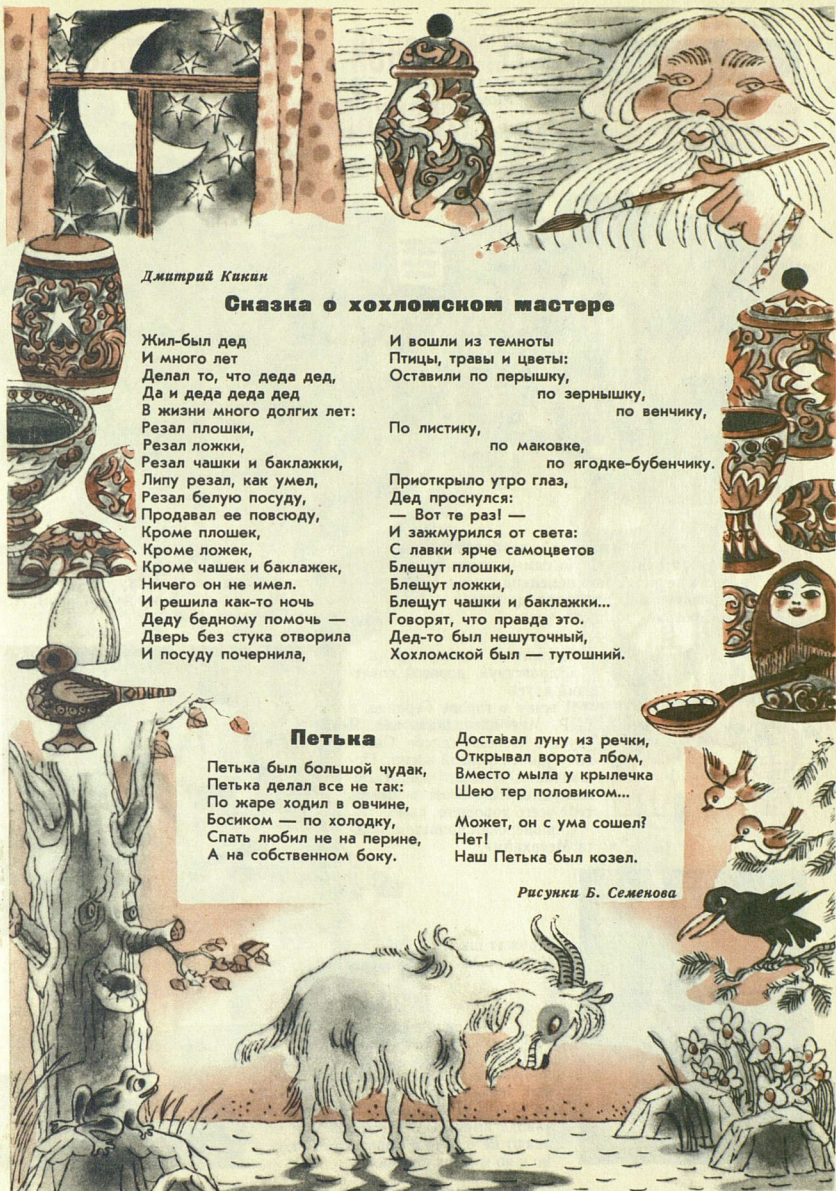 Дмитрий Кикин
Сказка о хохломском мастере
Жил-был дед
И много лет
Делал то, что деда дед,
Да и деда деда дед
В жизни много долгих лет:
Резал плошки,
Резал ложки,
Резал чашки и баклажки,
Липу резал, как умел,
Резал белую посуду,
Продавал ее повсюду,
Кроме плошек,
Кроме ложек,
Кроме чашек и баклажек,
Ничего он не имел.
И решила как-то ночь
Деду бедному помочь —
Дверь без стука отворила
И посуду почернила,
И вошли из темноты
Птицы, травы и цветы:
Оставили по перышку,
по зернышку,
по венчику,
По листику,
по маковке,
по ягодке-бубенчику.
Приоткрыло утро глаз,
Дед проснулся:
— Вот те раз! —
И зажмурился от света:
С лавки ярче самоцветов
Блещут плошки,
Блещут ложки,
Блещут чашки и баклажки...
Говорят, что правда это.
Дед-то был нешуточный,
Хохломской был — тутошний.
Петька
Петька был большой чудак,
Петька делал все не так:
По жаре ходил в овчине,
Босиком — по холодку,
Спать любил не на перине,
А на собственном боку.
Доставал луну из речки,
Открывал ворота лбом,
Вместо мыла у крылечка
Шею тер половиком...
Может, он с ума сошел?
Нет!
Наш Петька был козел.
Рисунки Б. Семенова